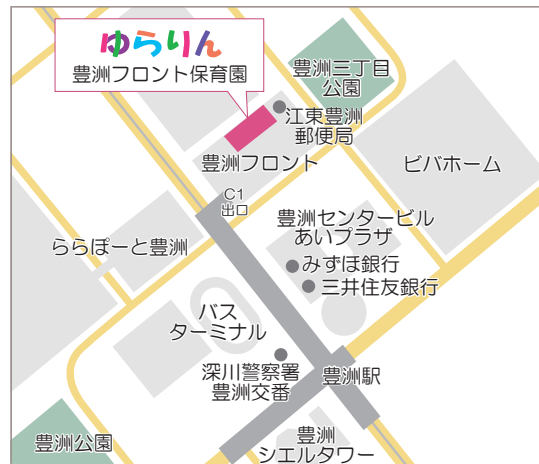 ゆらりん
豊洲フロント保育園
豊洲三丁目
公園
江東豊洲
郵便局
豊洲フロント
ビバホーム
C1
出口
豊洲センタービル
あいプラザ
ららぽーと豊洲
みずほ銀行
三井住友銀行
バス
ターミナル
深川警察署
豊洲交番
豊洲駅
豊洲公園
豊洲
シエルタワー